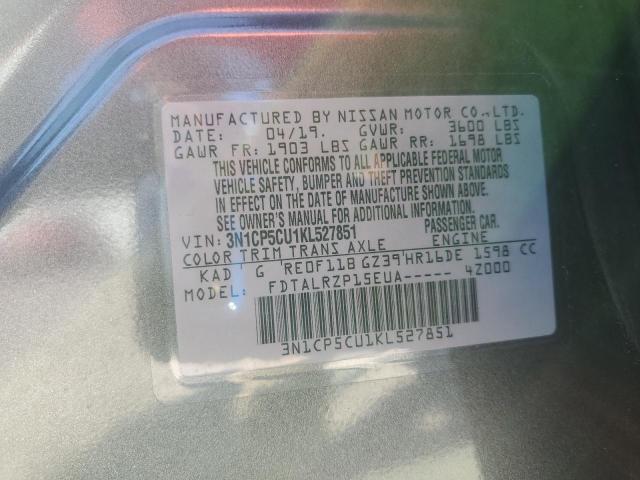 MANUFACTURED BY NISSAN MOTOR CO.,LTD.
DATE: 04/19. GVWR: 3600 LBS
GAWR FR: 1903 LBS GAWR RR: 1698 LBS
THIS VEHICLE CONFORMS TO ALL APPLICABLE FEDERAL MOTOR
VEHICLE SAFETY, BUMPER AND THEFT PREVENTION STANDARDS
IN EFFECT ON THE DATE OF MANUFACTURE SHOWN ABOVE.
SEE OWNER'S MANUAL FOR ADDITIONAL INFORMATION.
VIN: 3N1CP5CU1KL527851 PASSENGER CAR.
COLOR TRIM TRANS AXLE ENGINE
KAD G RE0F11B GZ39 HR16DE 1598 CC
MODEL: FDTALRZP15EUA----- 4Z000
3N1CP5CU1KL527851